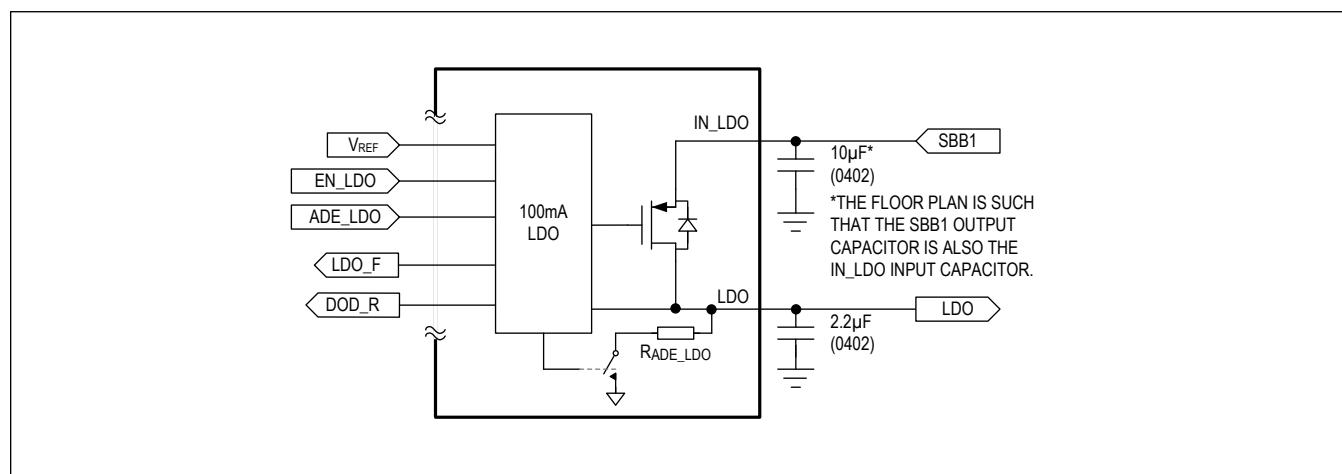 VREF
EN_LDO
ADE_LDO
LDO_F
DOD_R
100mA
LDO
IN_LDO
SBB1
10µF*
(0402)
*THE FLOOR PLAN IS SUCH
THAT THE SBB1 OUTPUT
CAPACITOR IS ALSO THE
IN_LDO INPUT CAPACITOR.
LDO
LDO
2.2µF
(0402)
RADE_LDO